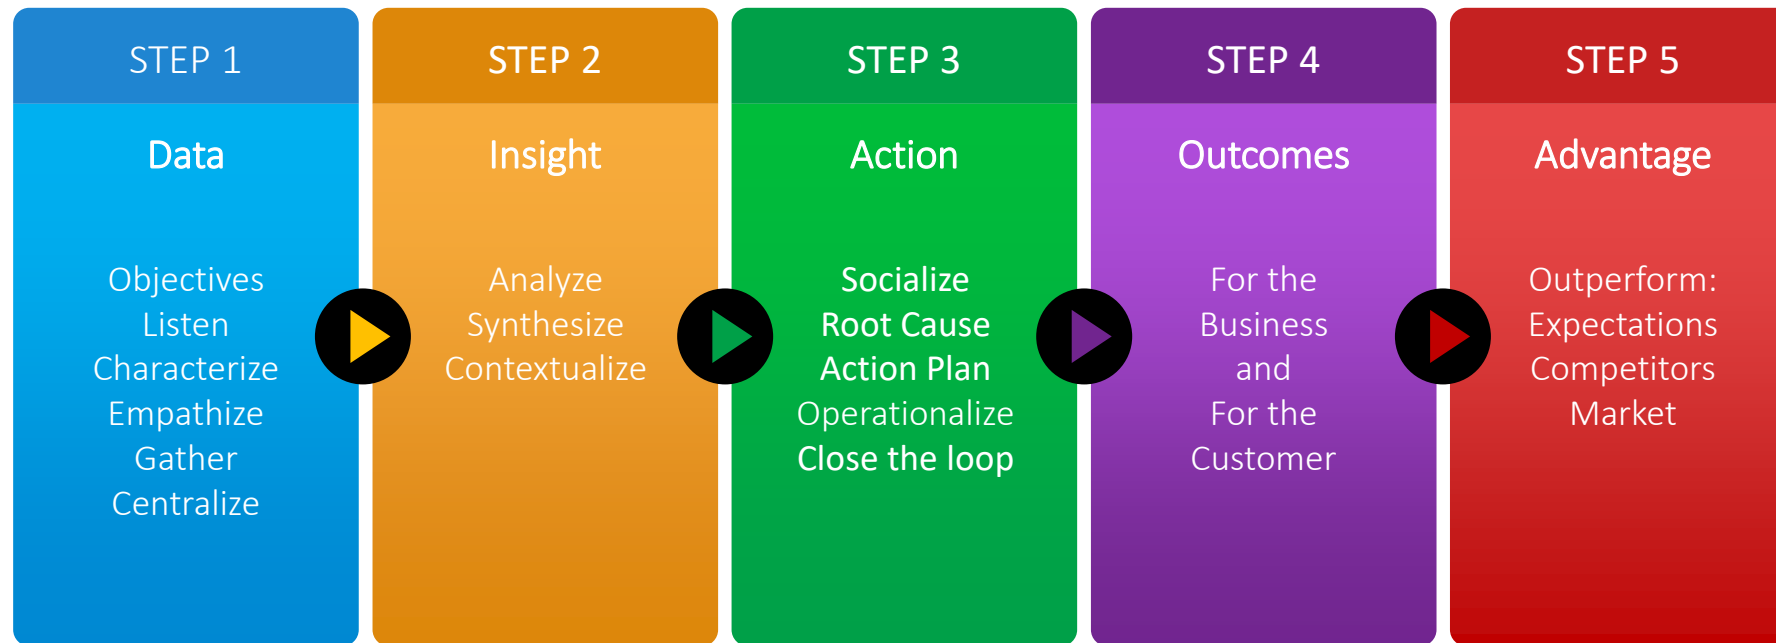 STEP 1
Data
Objectives
Listen
Characterize
Empathize
Gather
Centralize
STEP 2
Insight
Analyze
Synthesize
Contextualize
STEP 3
Action
Socialize
Root Cause
Action Plan
Operationalize
Close the loop
STEP 4
Outcomes
For the
Business
and
For the
Customer
STEP 5
Advantage
Outperform:
Expectations
Competitors
Market